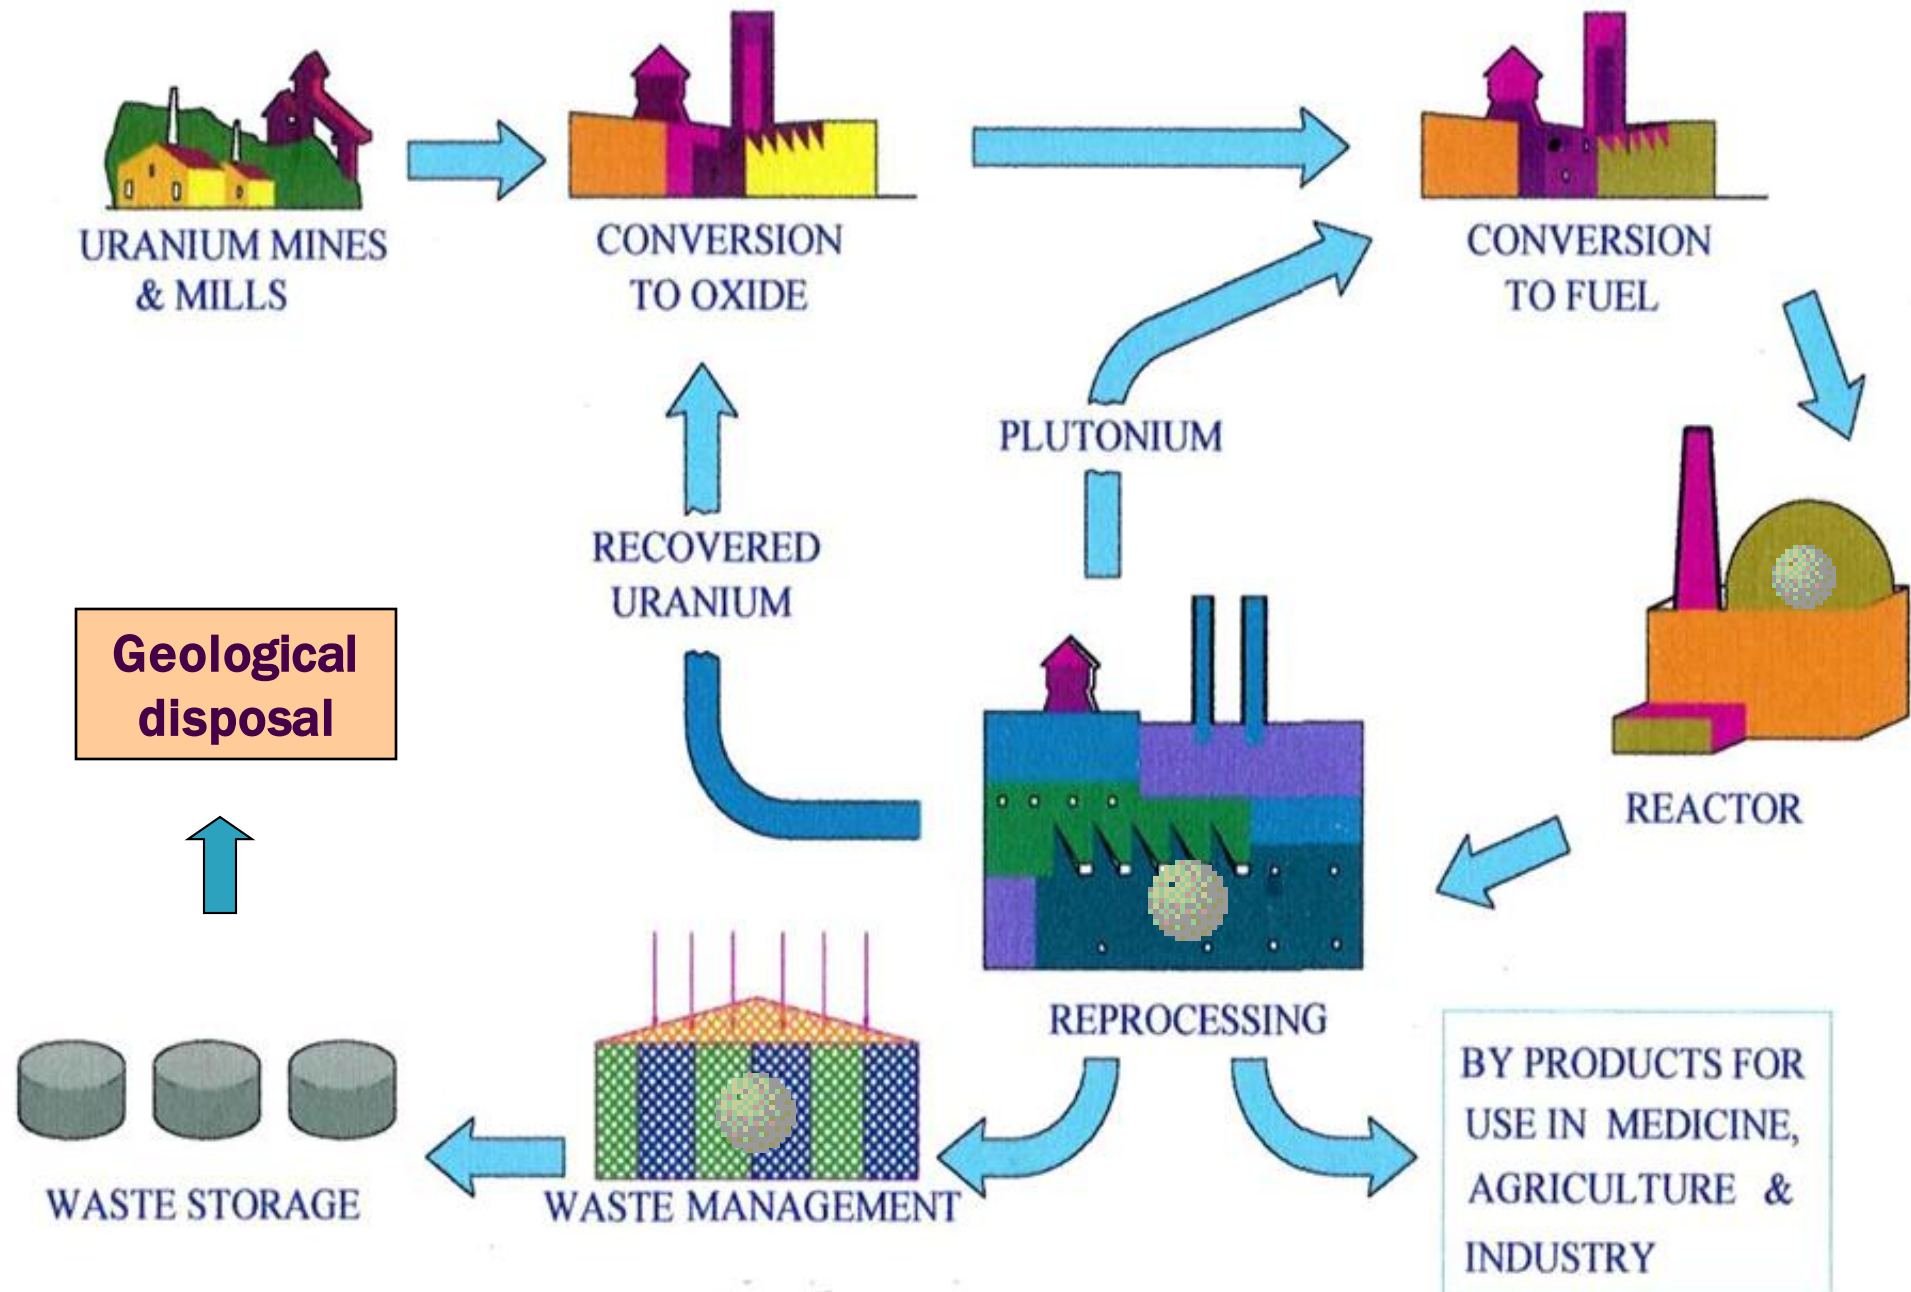 URANIUM MINES
& MILLS
CONVERSION
TO OXIDE
CONVERSION
TO FUEL
PLUTONIUM
RECOVERED
URANIUM
Geological
disposal
REACTOR
REPROCESSING
BY PRODUCTS FOR
USE IN MEDICINE,
AGRICULTURE &
INDUSTRY
WASTE MANAGEMENT
WASTE STORAGE